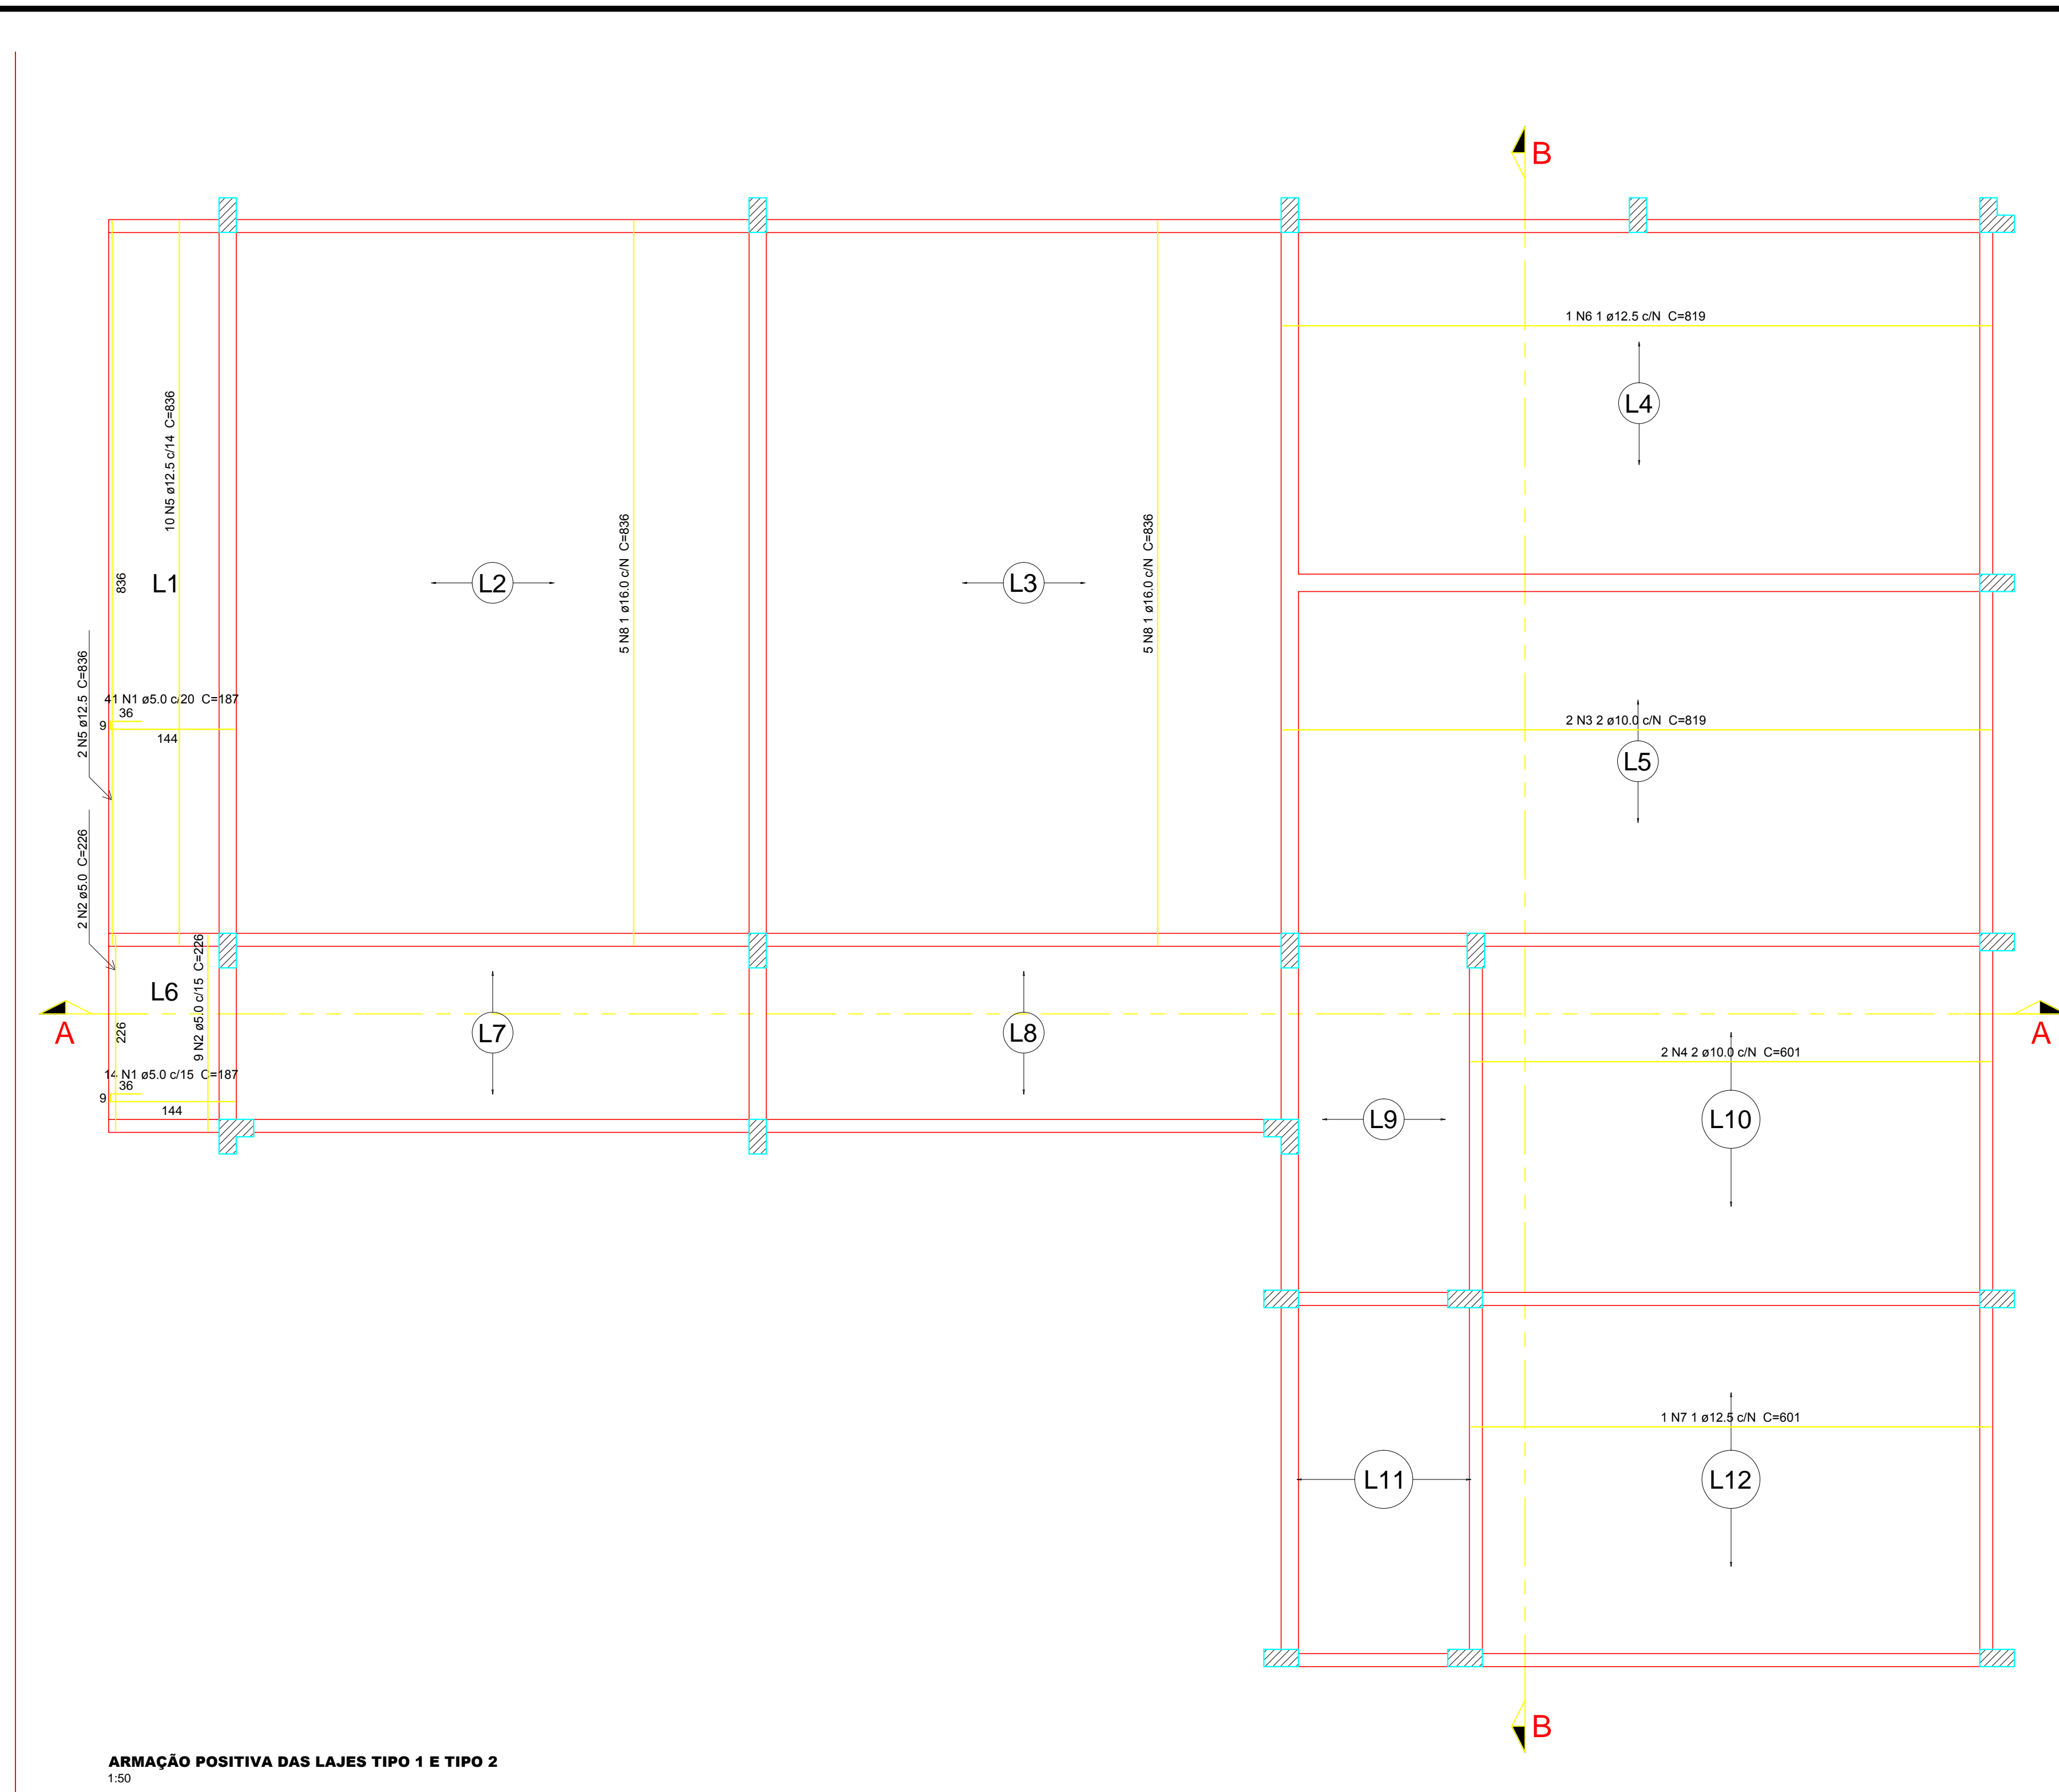 B
1 N6 1 ø12.5 c/N C=819
L4
10 N5 ø12.5 c/14 C=836
5 N8 1 ø16.0 c/N C=836
5 N8 1 ø16.0 c/N C=836
836
L1
L2
L3
2 N5 ø12.5 C=836
41 N1 ø5.0 c/20 C=187
36
9
144
2 N3 2 ø10.0 c/N C=819
L5
2 N2 ø5.0 C=226
9 N2 ø5.0 c/15 C=226
L6
A
226
L7
L8
A
2 N4 2 ø10.0 c/N C=601
14 N1 ø5.0 c/15 C=187
36
9
144
L9
L10
1 N7 1 ø12.5 c/N C=601
L11
L12
B
ARMAÇÃO POSITIVA DAS LAJES TIPO 1 E TIPO 2
1:50